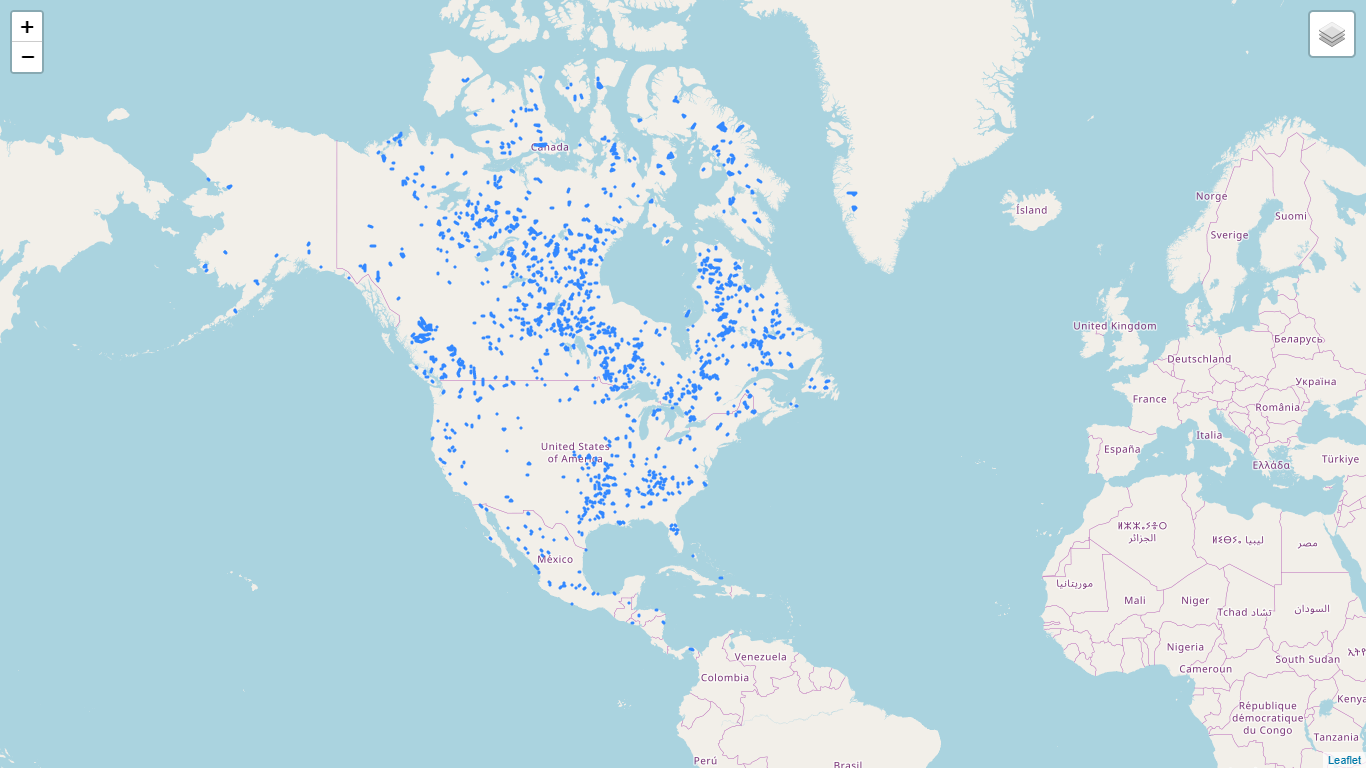 +
−
Canada
Norge
Ísland
Suomi
Sverige
United Kingdom
Беларусь
Deutschland
Україна
France
România
United States
of America
Italia
España
Türkiye
Ελλάδα
ⵍⵣⵣⴰⵢⴻⵔ
الجزائر
ليبيا
مصر
México
موريتانيا
Mali
Niger
Tchad تشاد
السودان
Nigeria
Venezuela
South Sudan
Cameroun
Colombia
Kenya
République
démocratique
du Congo
Tanzania
Perú
Brasil
Leaflet